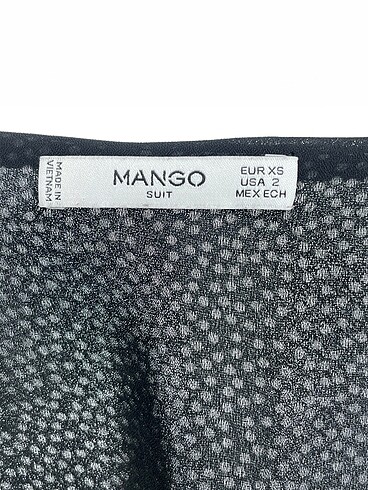 MADE IN
VIETNAM
MANGO
SUIT
EUR XS
USA 2
MEX ECH